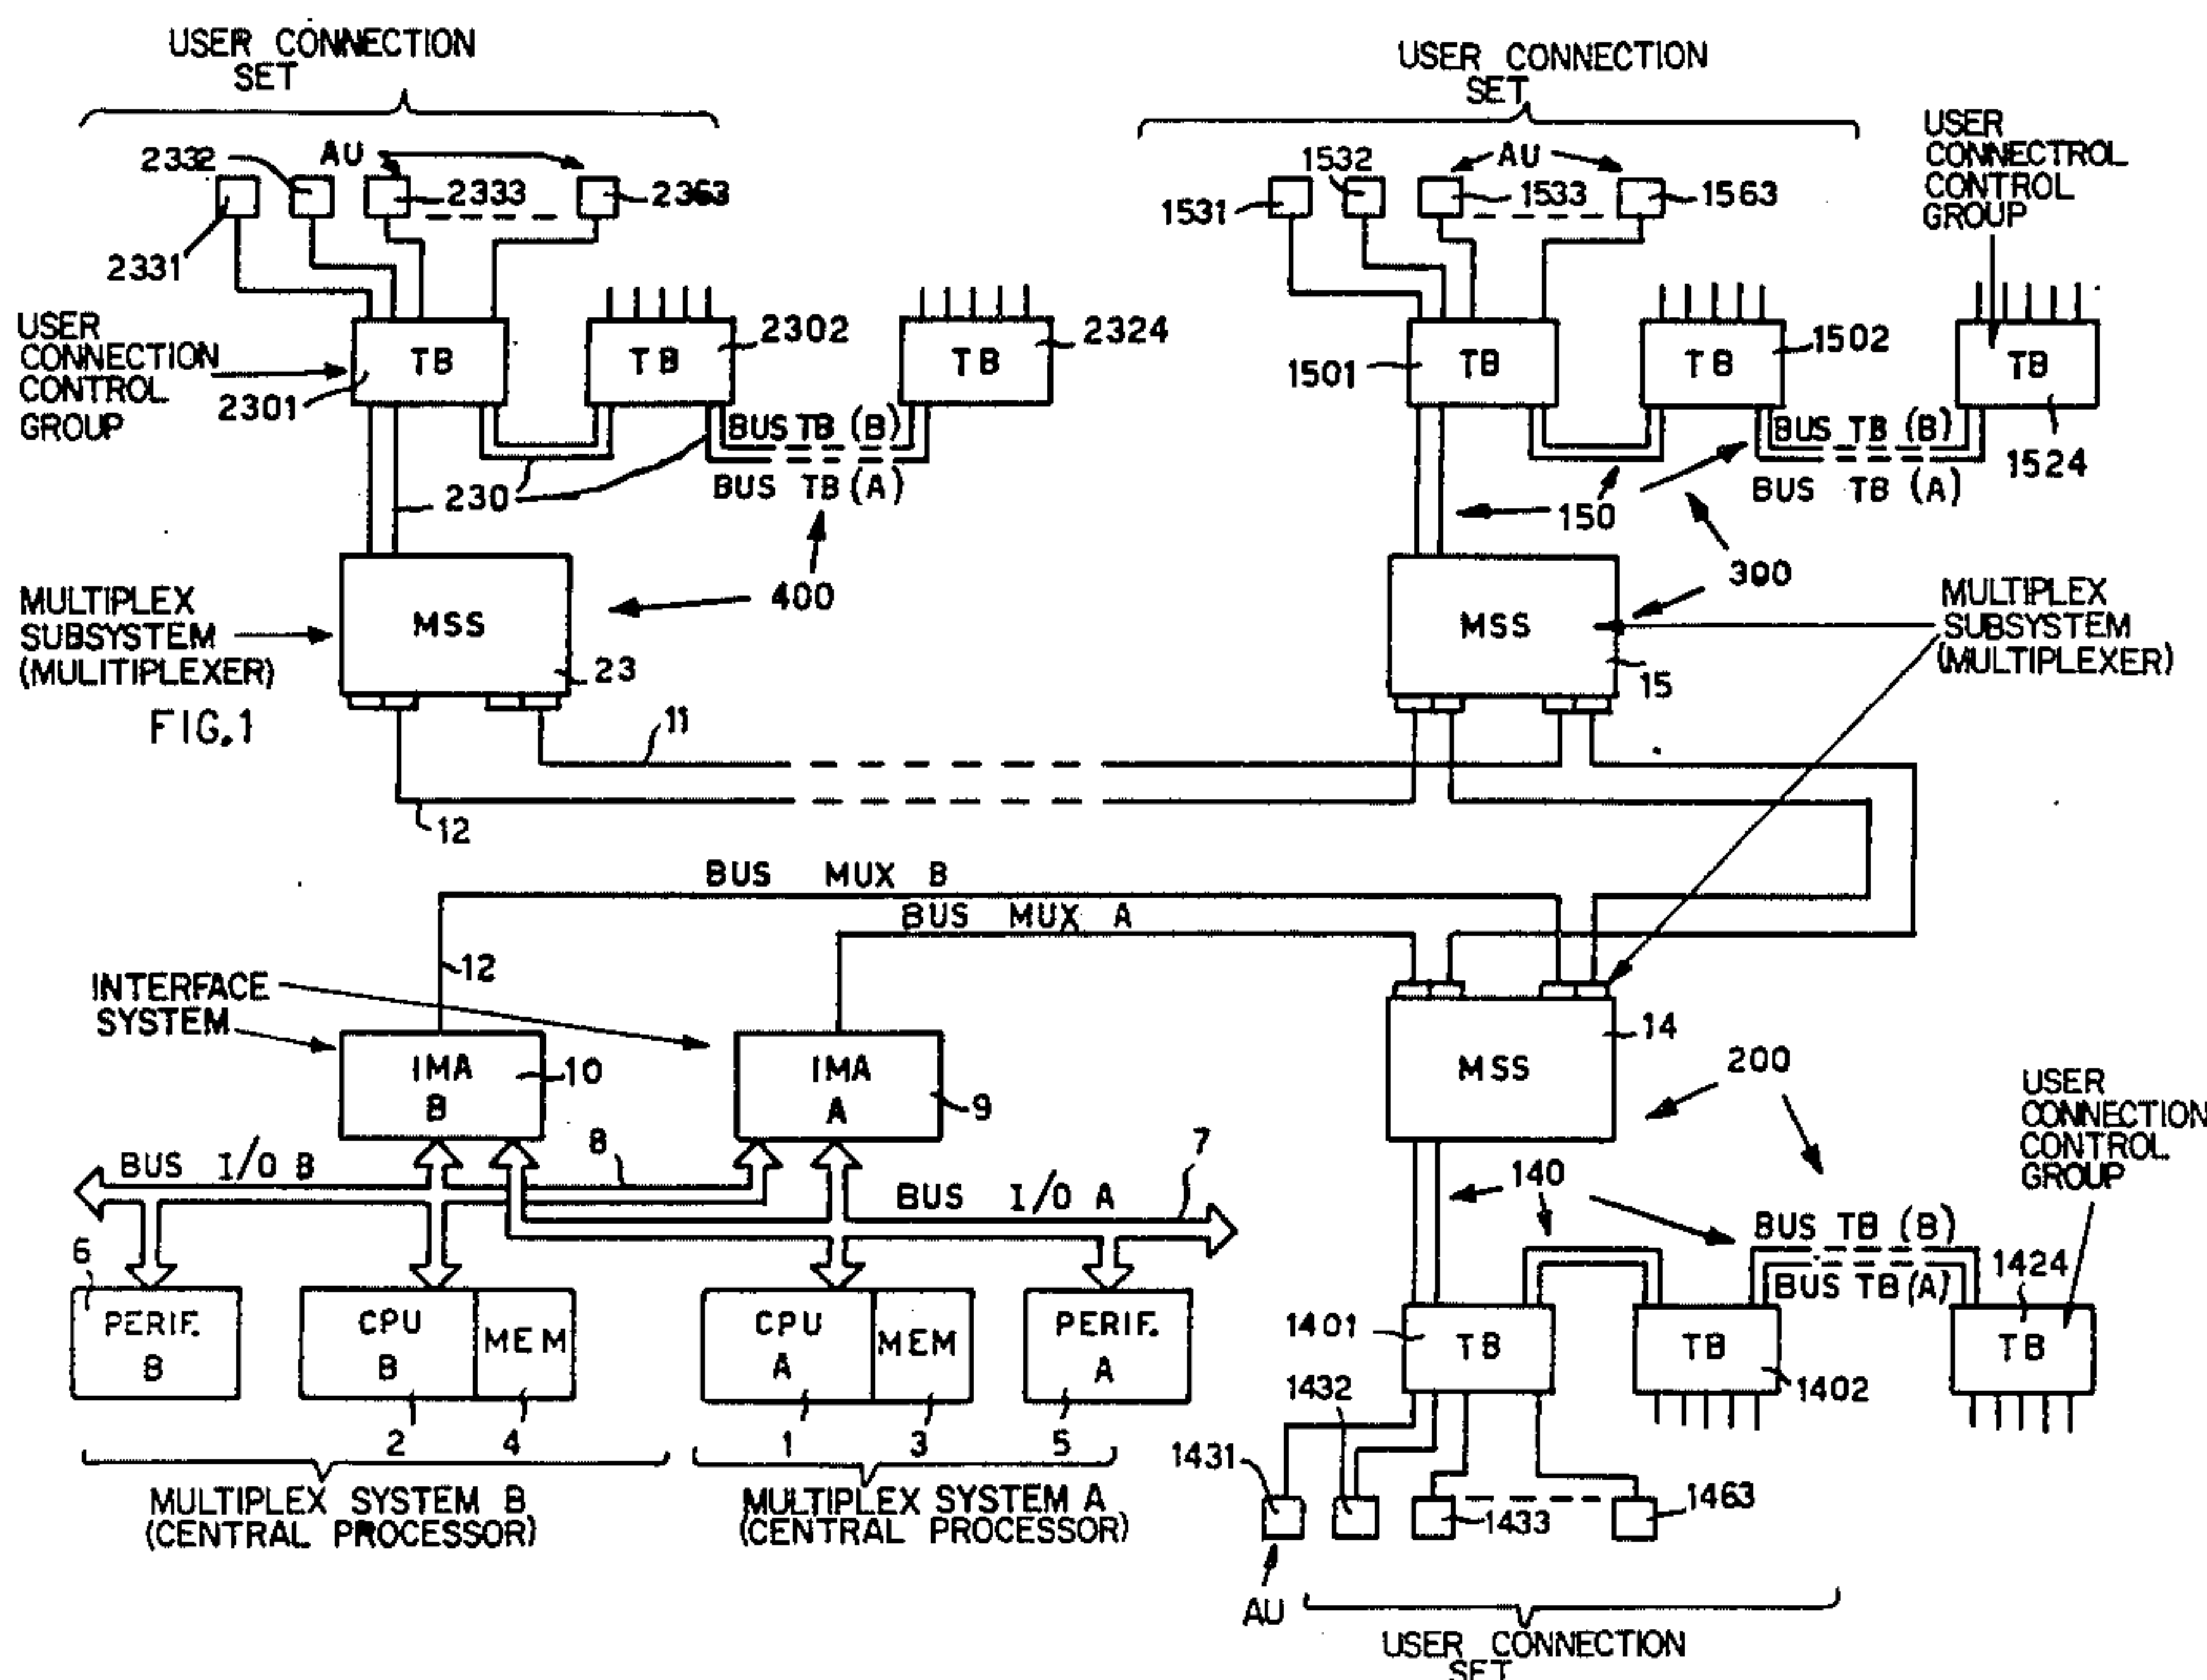 USER CONNECTION
SET
USER CONNECTION
SET
USER
CONNECTROL
CONTROL
GROUP
2332
AU
2333
2363
2331
1532
AU
1533
1563
1531
USER
CONNECTION
CONTROL
GROUP
2301
TB
TB
2302
TB
2324
BUS TB (B)
BUS TB (A)
230
1501
TB
TB
1502
TB
1524
BUS TB (B)
BUS TB (A)
150
300
400
MULTIPLEX
SUBSYSTEM
(MULITIPLEXER)
MSS
23
MSS
15
MULTIPLEX
SUBSYSTEM
(MULTIPLEXER)
FIG.1
11
12
BUS MUX B
BUS MUX A
12
INTERFACE
SYSTEM
IMA
B
10
IMA
A
9
MSS
14
200
USER
CONNECTION
CONTROL
GROUP
BUS I/O B
8
BUS I/O A
7
140
BUS TB (B)
BUS TB (A)
1424
6
PERIF.
B
CPU
B
MEM
CPU
A
MEM
PERIF.
A
1401
TB
TB
1402
TB
2
4
1
3
5
1432
1431
1433
1463
MULTIPLEX SYSTEM B
(CENTRAL PROCESSOR)
MULTIPLEX SYSTEM A
(CENTRAL PROCESSOR)
AU
USER CONNECTION
SET